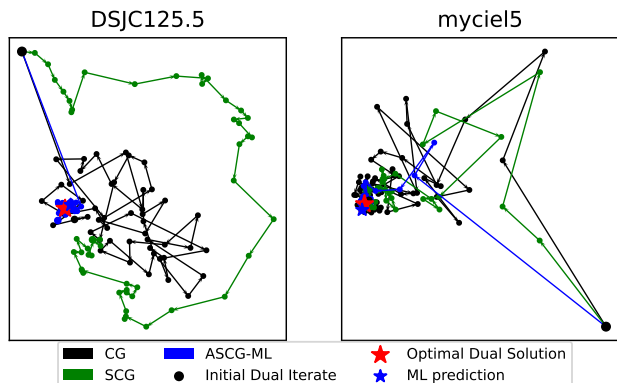 DSJC125.5
myciel5
CG
ASCG-ML
Optimal Dual Solution
SCG
Initial Dual Iterate
ML prediction